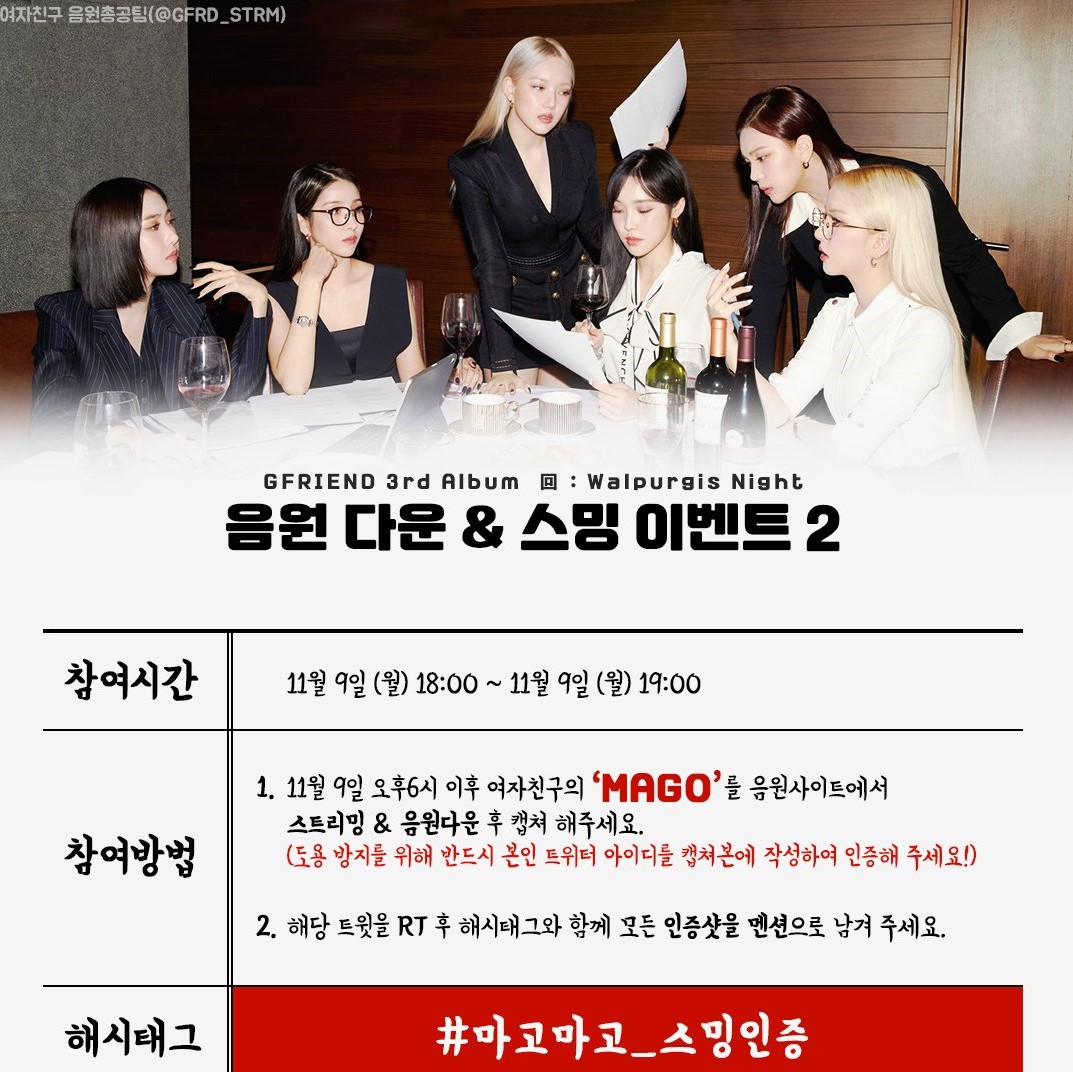 여자친구 음원총공팀(@GFRD_STRM)
GFRIEND 3rd Album 回 : Walpurgis Night
음원 다운 & 스밍 이벤트 2
참여시간
11월 9일 (월) 18:00 ~ 11월 9일 (월) 19:00
참여방법
1. 11월 9일 오후6시 이후 여자친구의 ‘MAGO’를 음원사이트에서
스트리밍 & 음원다운 후 캡쳐 해주세요.
(도용 방지를 위해 반드시 본인 트위터 아이디를 캡쳐본에 작성하여 인증해 주세요!)
2. 해당 트윗을 RT 후 해시태그와 함께 모든 인증샷을 멘션으로 남겨 주세요.
해시태그
#마고마고_스밍인증